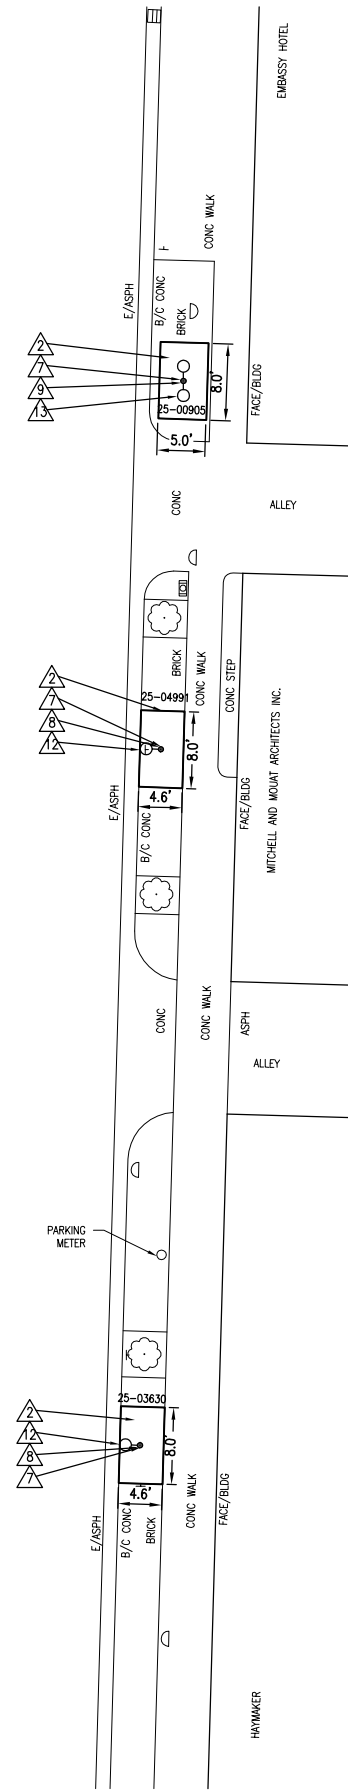 EMBASSY HOTEL
CONC WALK
E/ASPH
B/C CONC
BRICK
2
7
9
13
25-00905
8.0'
5.0'
FACE/BLDG
CONC
ALLEY
BRICK
CONC WALK
CONC STEP
2
7
8
12
25-04991
8.0'
4.6'
E/ASPH
B/C CONC
FACE/BLDG
MITCHELL AND MOUAT ARCHITECTS INC.
CONC
CONC WALK
ASPH
ALLEY
PARKING
METER
25-03630
2
12
8
7
8.0'
4.6'
E/ASPH
B/C CONC
BRICK
CONC WALK
FACE/BLDG
HAYMAKER